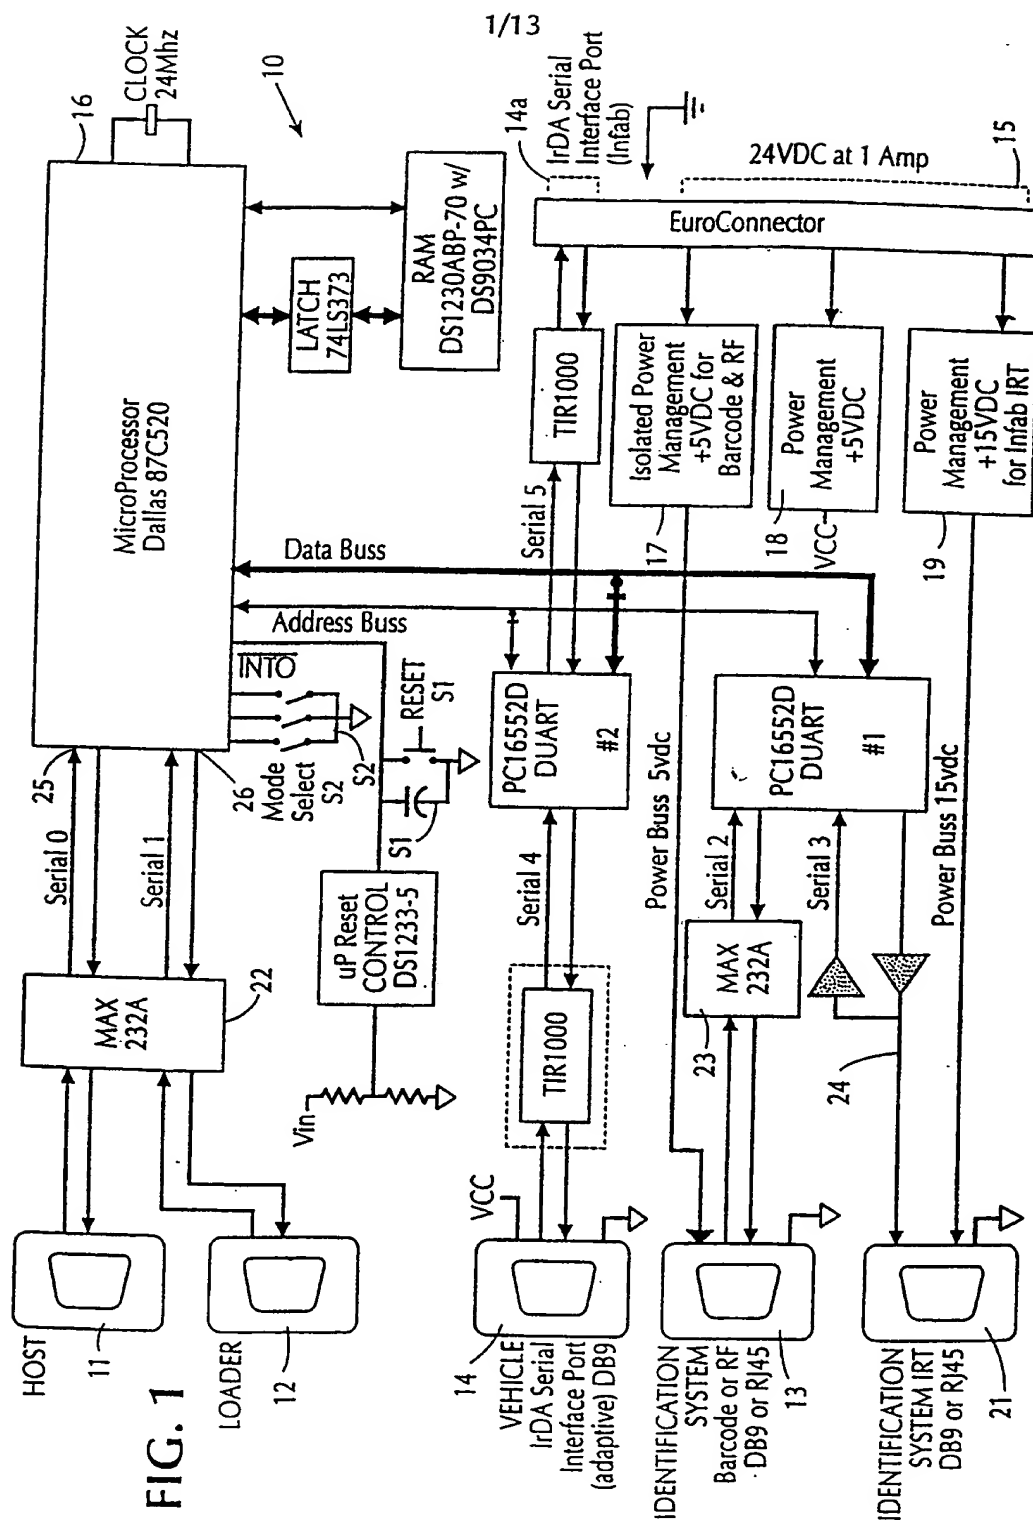 1/13
FIG. 1
HOST
11
LOADER
12
MAX
232A
22
Serial 0
Serial 1
25
26
MicroProcessor
Dallas 87C520
16
CLOCK
24Mhz
10
LATCH
74LS373
RAM
DS1230ABP-70 w/
DS9034PC
Data Buss
Address Buss
INTO
Mode
Select
S2
S2
RESET
S1
S1
uP Reset
CONTROL
DS1233-5
Vin
VCC
14
VEHICLE
IrDA Serial
Interface Port
(adaptive) DB9
TIR1000
Serial 4
PC16552D
DUART
#2
Serial 5
TIR1000
14a
IrDA Serial
Interface Port
(Infab)
EuroConnector
24VDC at 1 Amp
15
Isolated Power
Management
+5VDC for
Barcode & RF
17
Power
Management
+5VDC
18
VCC
Power
Management
+15VDC
for Infab IRT
19
Power Buss 5vdc
IDENTIFICATION
SYSTEM
Barcode or RF
DB9 or RJ45
13
23
MAX
232A
Serial 2
Serial 3
PC16552D
DUART
#1
Power Buss 15vdc
24
IDENTIFICATION
SYSTEM IRT
DB9 or RJ45
21